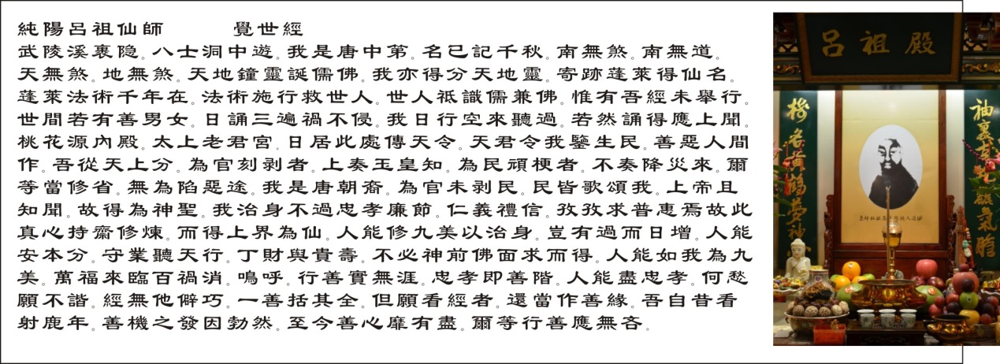 純陽呂祖仙師 覺世經
武陵溪裏隐。八士洞中遊。我是唐中第。名已記千秋。南無煞。南無道。
天無煞。地無煞。天地鐘靈誕儒佛。我亦得分天地靈。寄跡蓬萊得仙名。
蓬萊法術千年在。法術施行救世人。世人祗識儒兼佛。惟有吾經未舉行。
世間若有善男女。日誦三遍禍不侵。我日行空來聽過。若然誦得應上聞。
桃花源內殿。太上老君宮。日居此處傳天令。天君令我鑒生民。善惡人間
作。吾從天上分。為官刻剥者。上奏玉皇知。為民頑梗者。不奏降災來。爾
等當修省。無為陷惡途。我是唐朝裔。為官未剥民。民皆歌頌我。上帝且
知聞。故得為神聖。我治身不過忠孝廉節。仁義禮信。孜孜求普惠焉故此
真心持齋修煉。而得上界為仙。人能修九美以治身。豈有過而日增。人能
安本分。守業聽天行。丁財與貴壽。不必神前佛面求而得。人能如我為九
美。萬福來臨百禍消。嗚呼。行善實無涯。忠孝即善階。人能盡忠孝。何愁
願不諧。經無他僻巧。一善括其全。但願看經者。還當作善緣。吾自昔看
射鹿年。善機之發因勃然。至今善心靡有盡。爾等行善應無吝。
呂祖殿